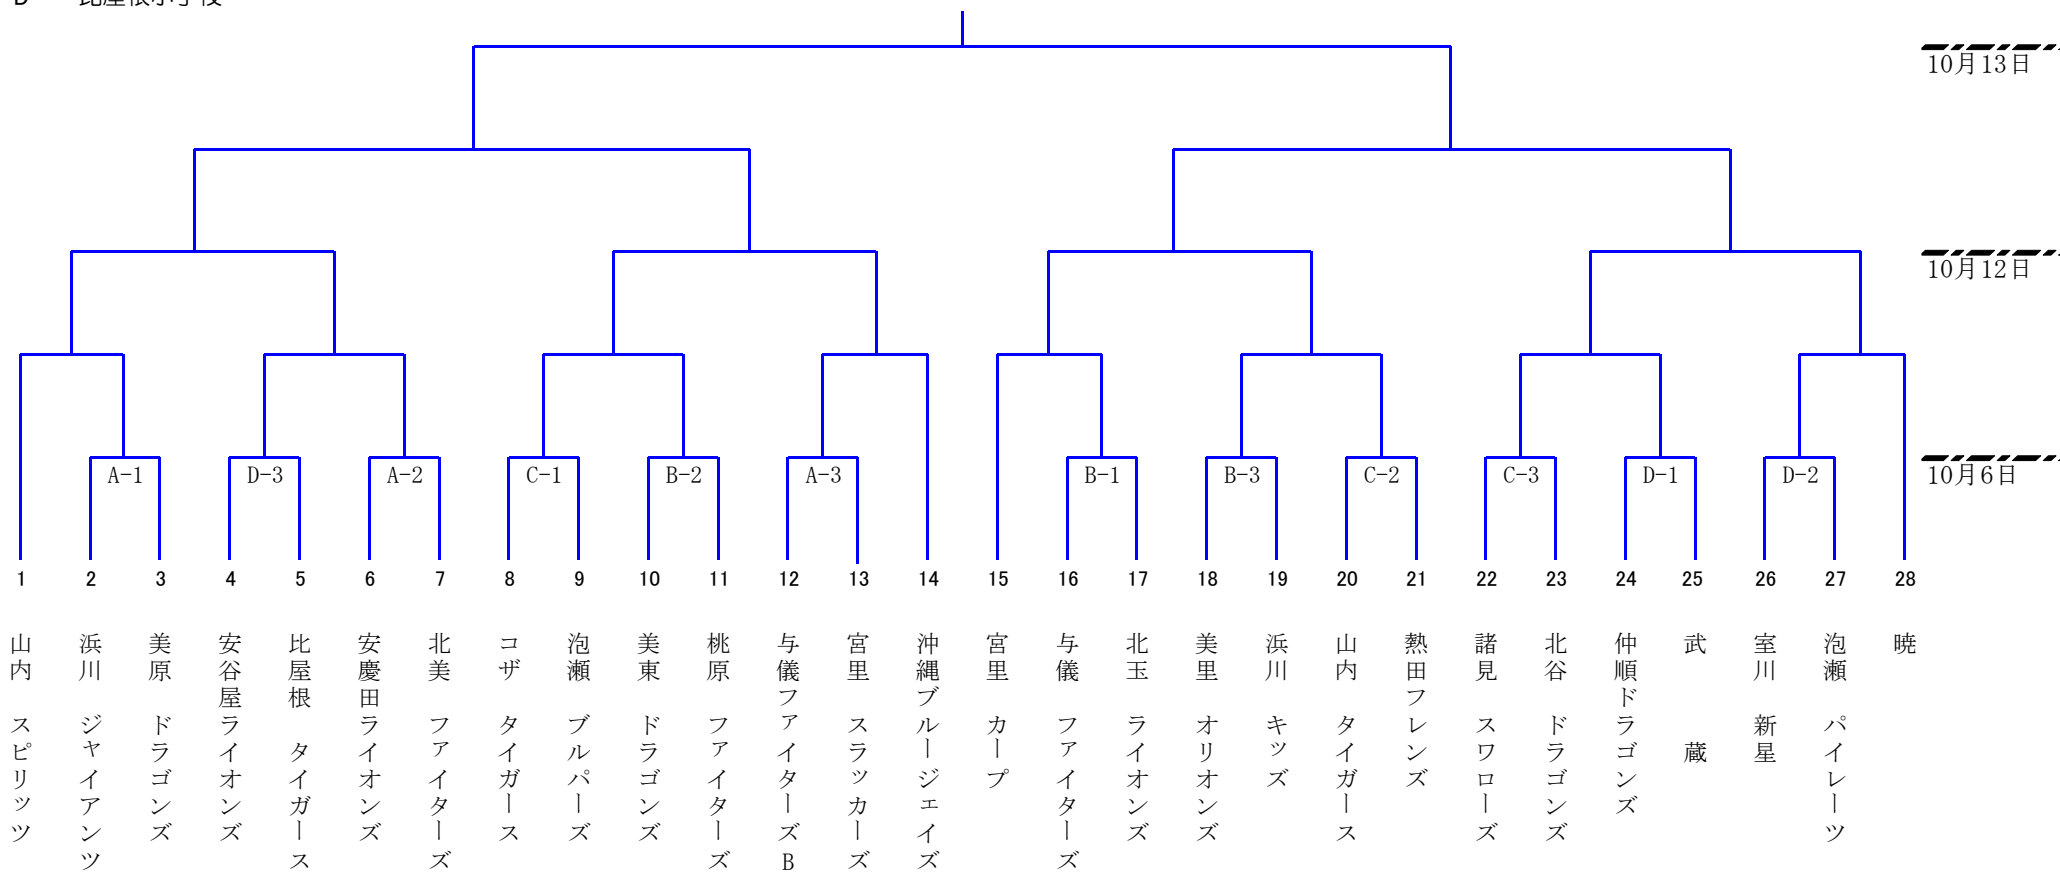 10月13日
10月12日
A-1
D-3
A-2
C-1
B-2
A-3
B-1
B-3
C-2
C-3
D-1
D-2
10月6日
1 2 3 4 5 6 7 8 9 10 11 12 13 14 15 16 17 18 19 20 21 22 23 24 25 26 27 28
山内 スピリッツ
浜川 ジャイアンツ
美原 ドラゴンズ
安谷屋ライオンズ
比屋根 タイガース
安慶田ライオンズ
北美 ファイターズ
コザ タイガース
泡瀬 ブルパーズ
美東 ドラゴンズ
桃原 ファイターズ
与儀ファイターズB
宮里 スラッカーズ
沖縄ブルージェイズ
宮里 カープ
与儀 ファイターズ
北玉 ライオンズ
美里 オリオンズ
浜川 キッズ
山内 タイガース
熱田フレンズ
諸見 スワローズ
北谷 ドラゴンズ
仲順ドラゴンズ
武 蔵
室川 新星
泡瀬 パイレーツ
暁